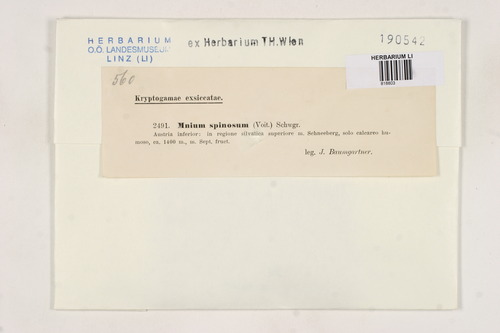 HERBARIUM
O.Ö. LANDESMUSEUM
LINZ (LI)
ex Herbarium T.H. Wien
190542
HERBARIUM LI
560
Kryptogamae exsiccatae.
2491. Mnium spinosum (Voit.) Schwgr.
Austria inferior: in regione silvatica superiore m. Schneeberg, solo calcareo hu-
moso, ca. 1400 m., m. Sept. fruct.
leg. J. Baumgartner.